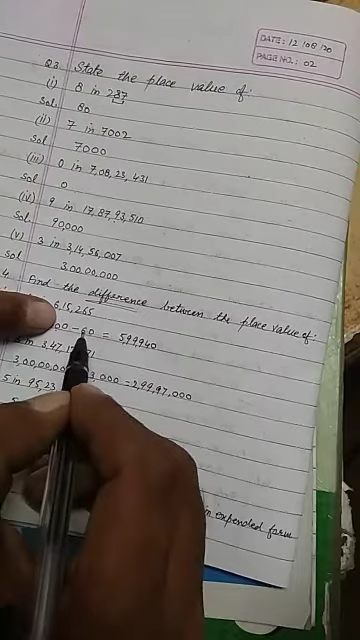 DATE: 12/08/20
PAGE NO.: 02
Q3 State the place value of:
(i) 8 in 287
Sol 80
(ii) 7 in 7002
Sol 7000
(iii) 0 in 7,08,23,431
Sol 0
(iv) 9 in 17,87,93,510
Sol 90,000
(v) 3 in 3,14,56,007
Sol 3,00,00,000
4. Find the difference between the place value of:
6,15,265
00 - 60 = 599940
in 3,47,1
3,00,00,00 3,000 = 2,99,97,000
5 in 95,23
in expended form